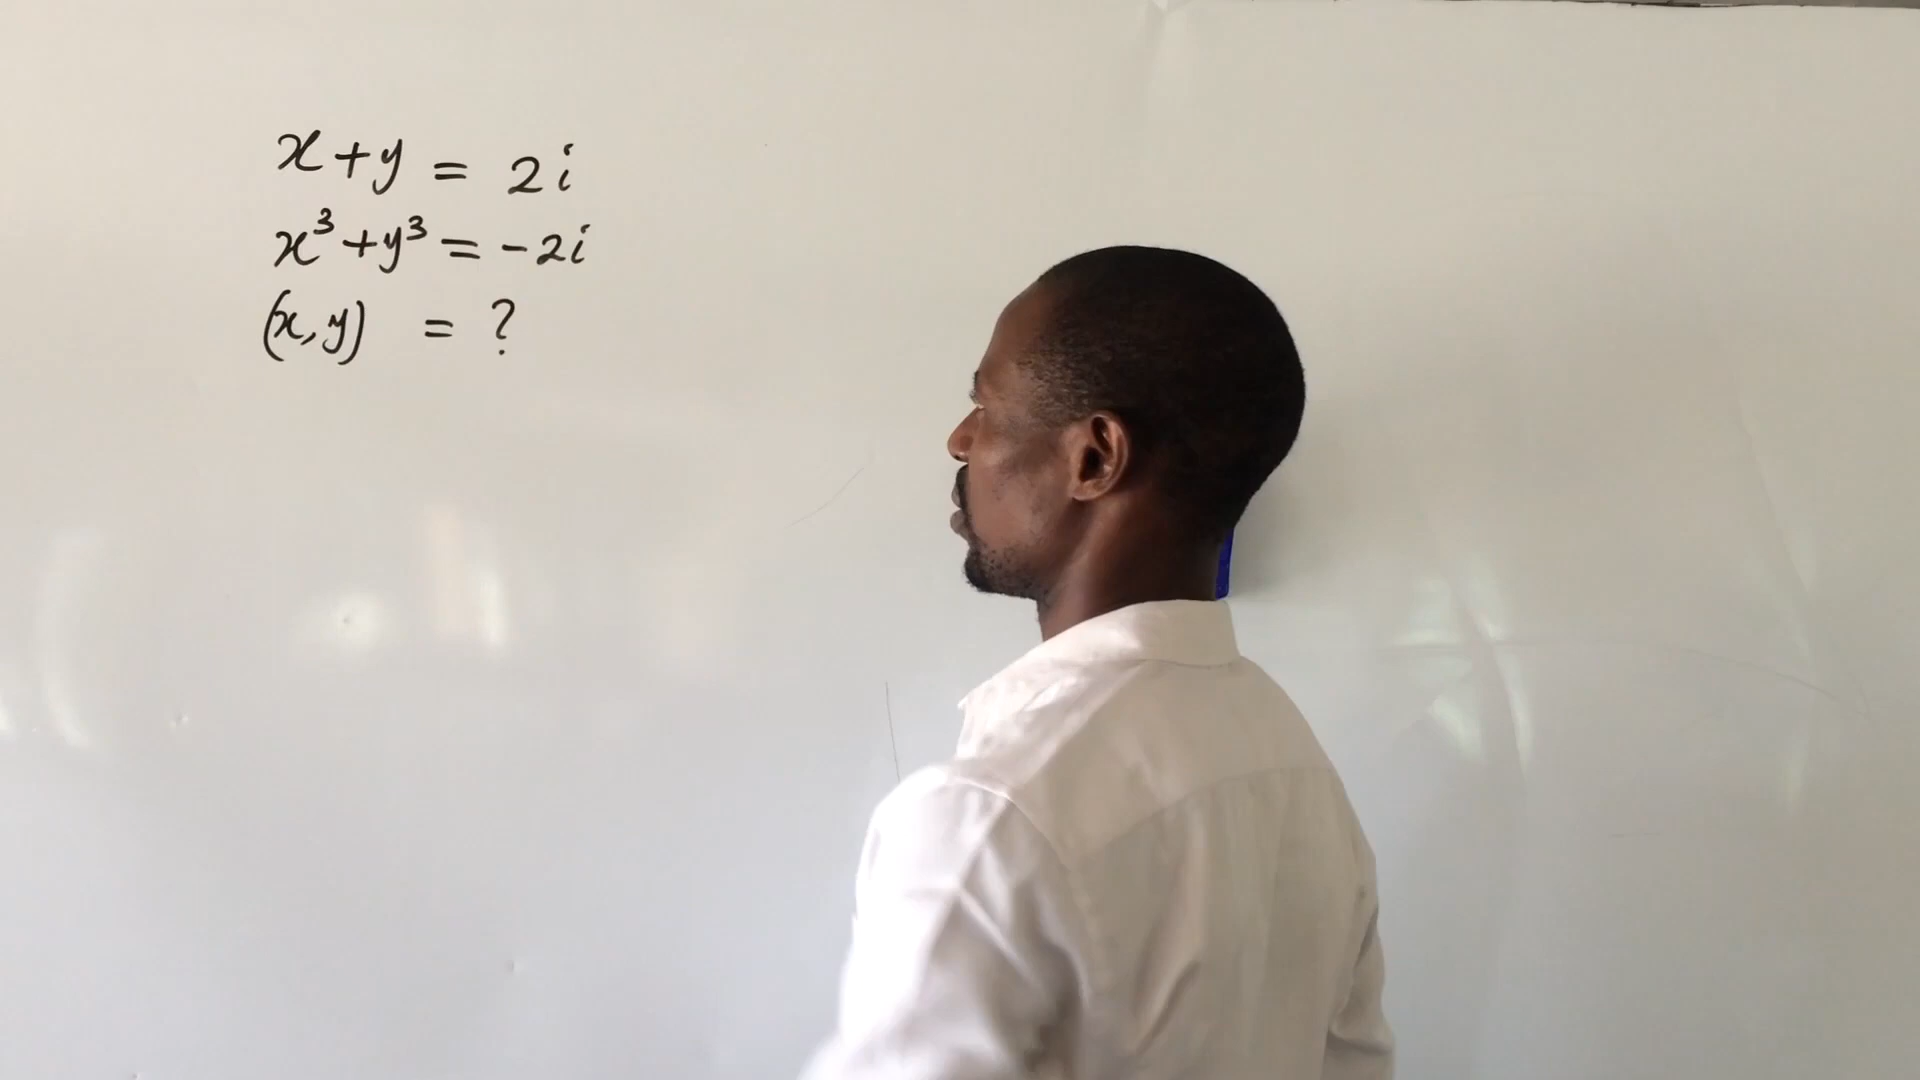 x+y = 2i
x³+y³ = -2i
(x,y) = ?